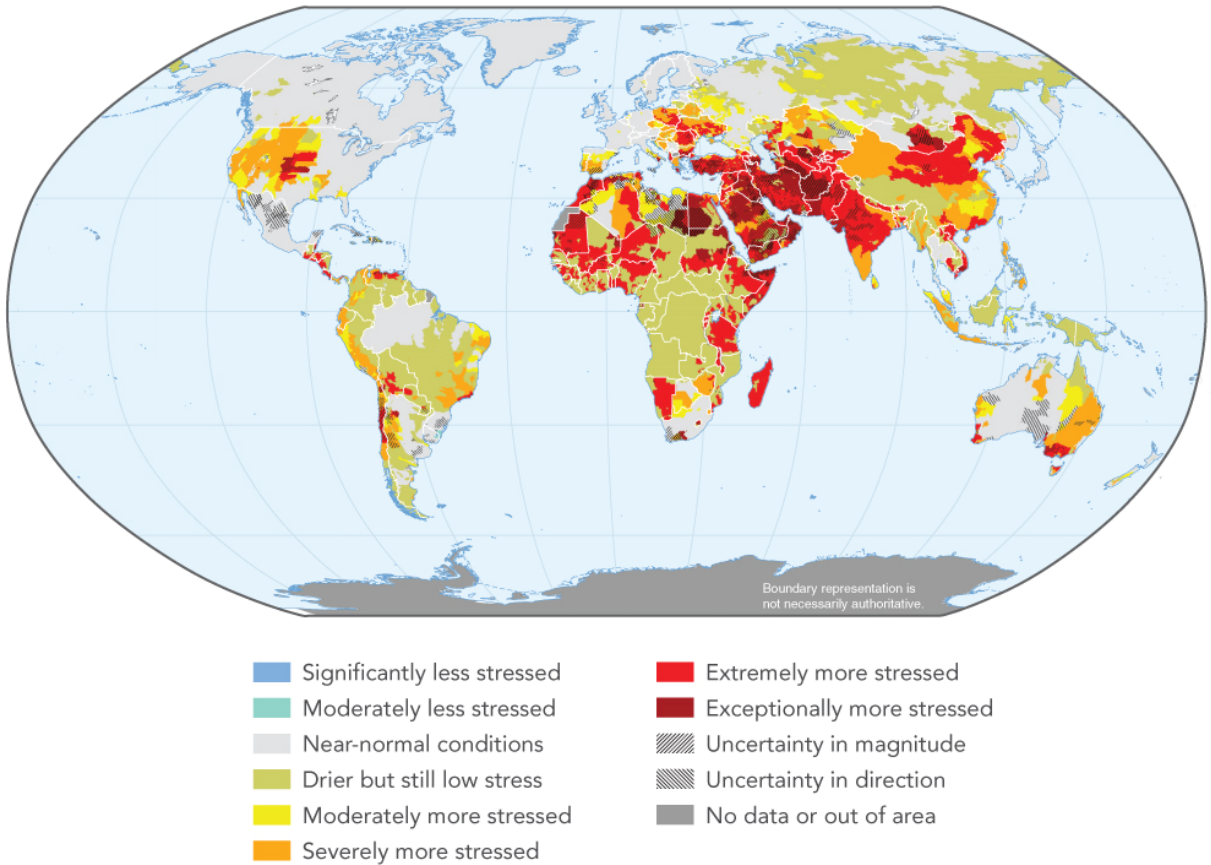 Boundary representation is
not necessarily authoritative.
Significantly less stressed
Moderately less stressed
Near-normal conditions
Drier but still low stress
Moderately more stressed
Severely more stressed
Extremely more stressed
Exceptionally more stressed
Uncertainty in magnitude
Uncertainty in direction
No data or out of area